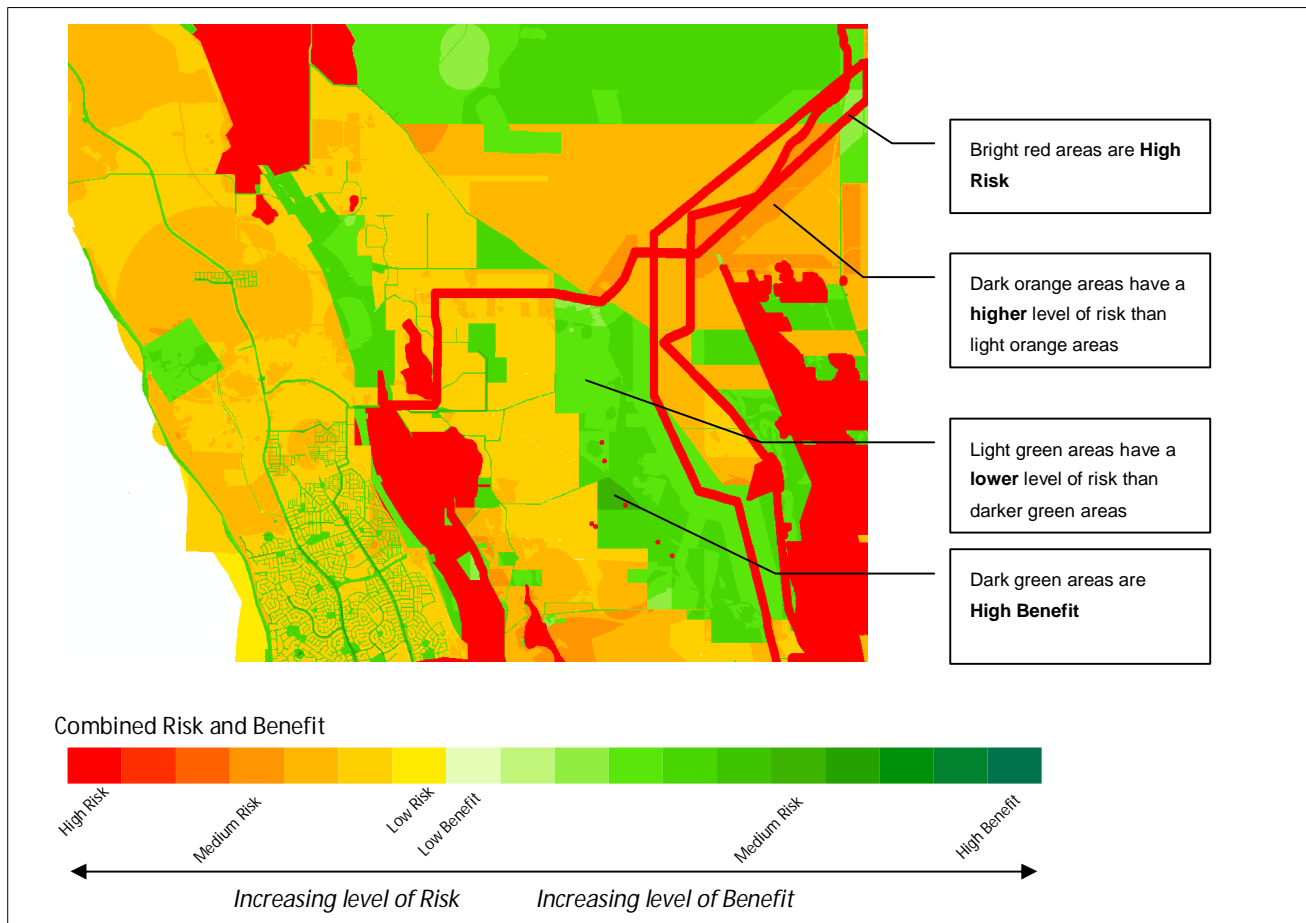 Bright red areas are High
Risk
Dark orange areas have a
higher level of risk than
light orange areas
Light green areas have a
lower level of risk than
darker green areas
Dark green areas are
High Benefit
Combined Risk and Benefit
High Risk
Medium Risk
Low Risk
Low Benefit
Medium Risk
High Benefit
Increasing level of Risk
Increasing level of Benefit